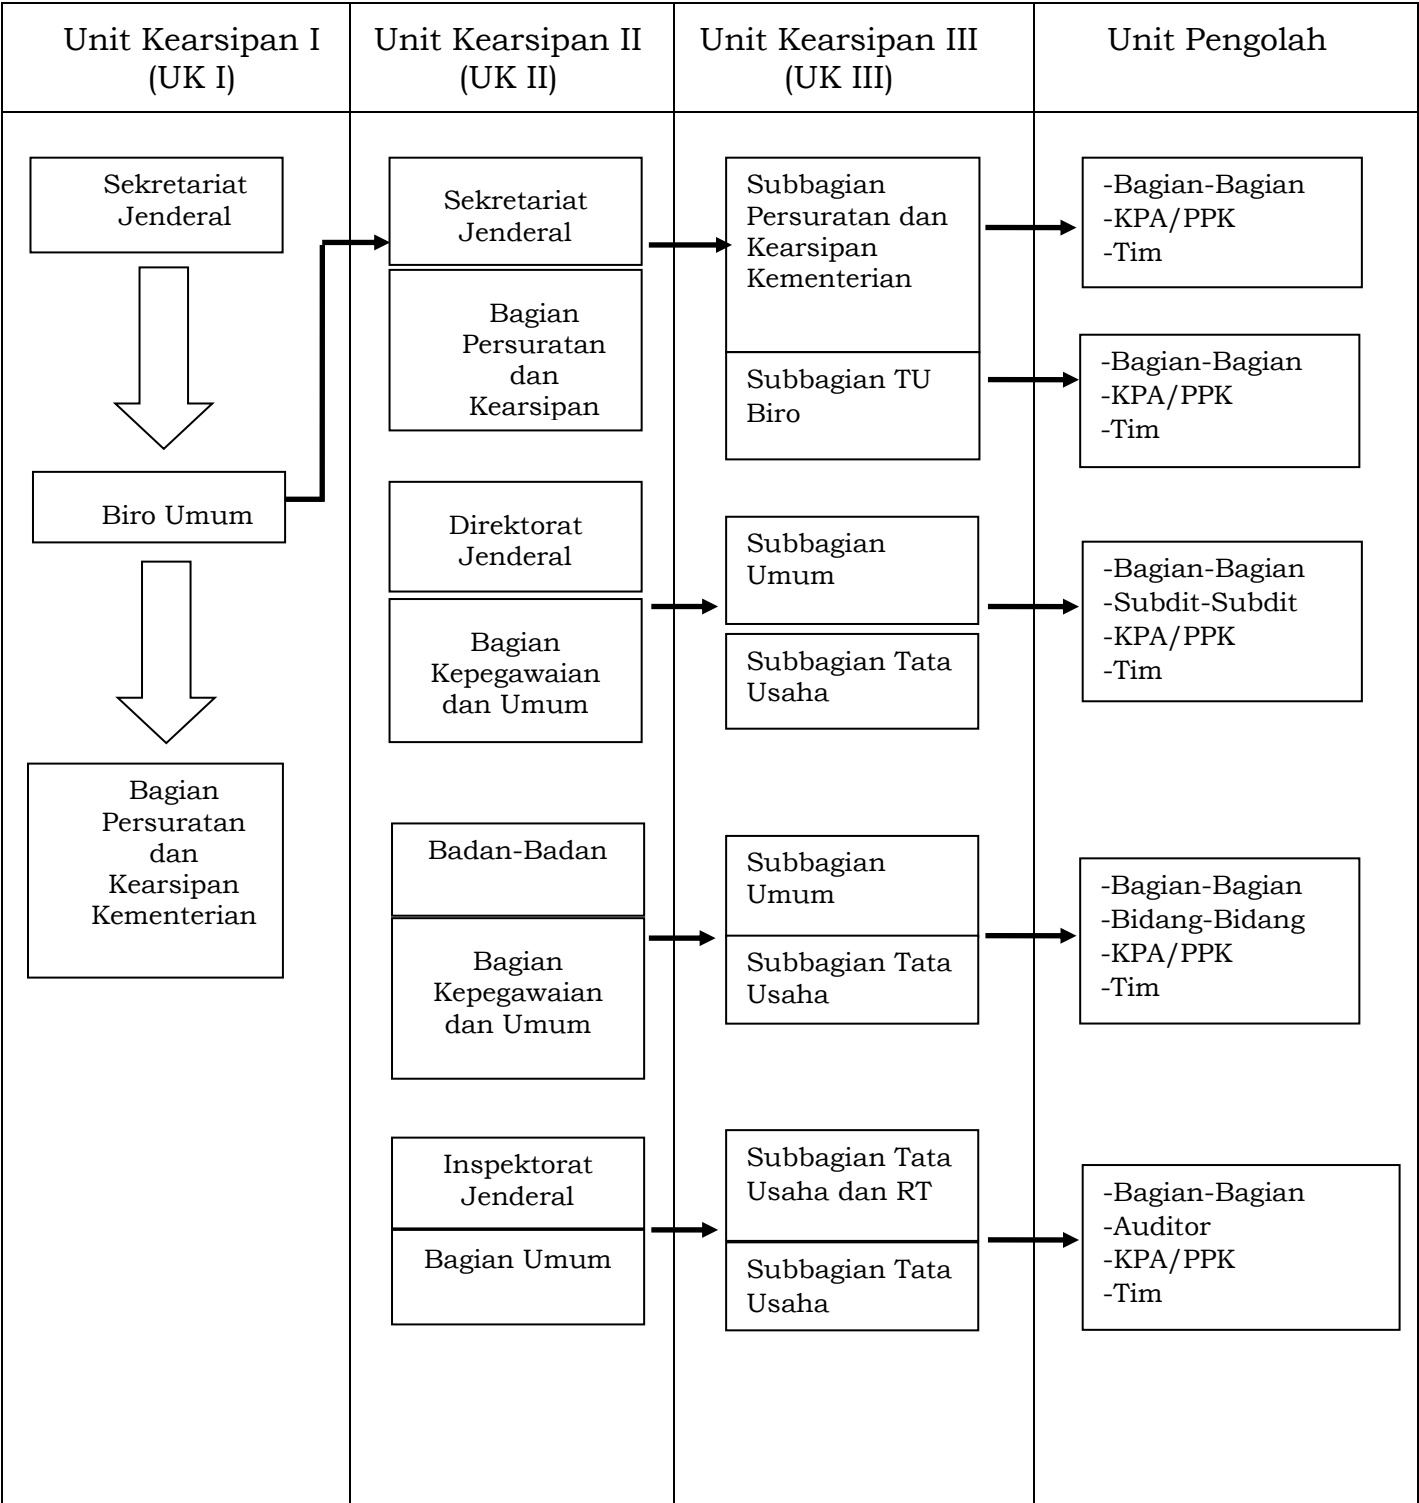 Unit Kearsipan I
(UK I)
Unit Kearsipan II
(UK II)
Unit Kearsipan III
(UK III)
Unit Pengolah
Sekretariat
Jenderal
Biro Umum
Bagian
Persuratan
dan
Kearsipan
Kementerian
Sekretariat
Jenderal
Bagian
Persuratan
dan
Kearsipan
Direktorat
Jenderal
Bagian
Kepegawaian
dan Umum
Badan-Badan
Bagian
Kepegawaian
dan Umum
Inspektorat
Jenderal
Bagian Umum
Subbagian
Persuratan dan
Kearsipan
Kementerian
Subbagian TU
Biro
Subbagian
Umum
Subbagian Tata
Usaha
Subbagian
Umum
Subbagian Tata
Usaha
Subbagian Tata
Usaha dan RT
Subbagian Tata
Usaha
-Bagian-Bagian
-KPA/PPK
-Tim
-Bagian-Bagian
-KPA/PPK
-Tim
-Bagian-Bagian
-Subdit-Subdit
-KPA/PPK
-Tim
-Bagian-Bagian
-Bidang-Bidang
-KPA/PPK
-Tim
-Bagian-Bagian
-Auditor
-KPA/PPK
-Tim